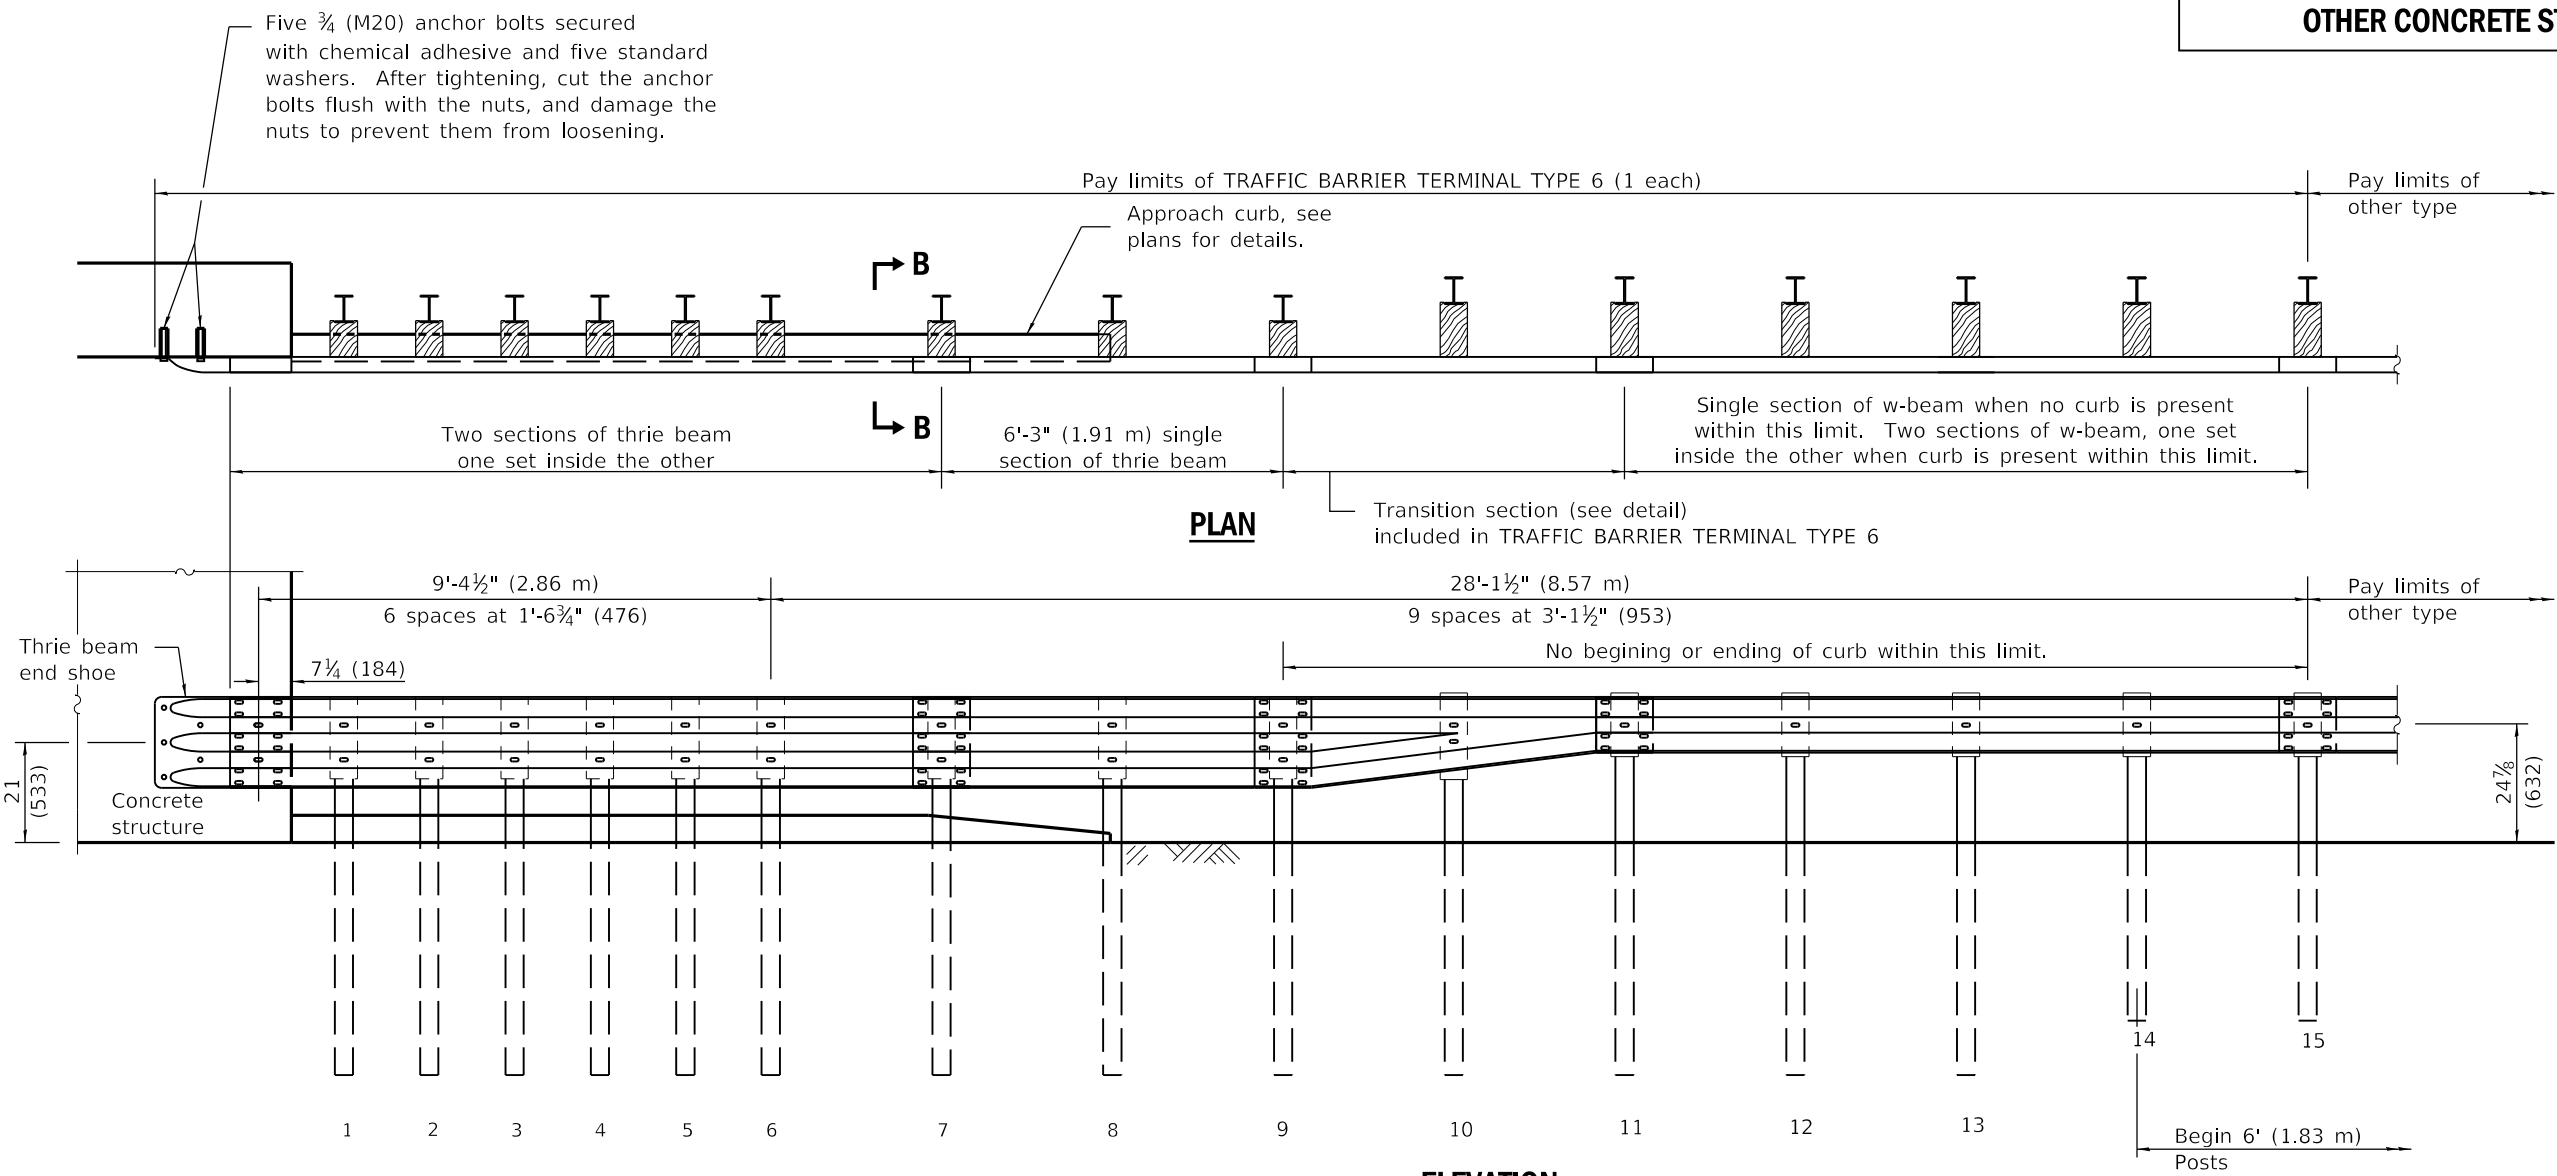 OTHER CONCRETE ST
Five ¾ (M20) anchor bolts secured
with chemical adhesive and five standard
washers. After tightening, cut the anchor
bolts flush with the nuts, and damage the
nuts to prevent them from loosening.
Pay limits of TRAFFIC BARRIER TERMINAL TYPE 6 (1 each)
Pay limits of
other type
Approach curb, see
plans for details.
B
B
Two sections of thrie beam
one set inside the other
6'-3" (1.91 m) single
section of thrie beam
Single section of w-beam when no curb is present
within this limit. Two sections of w-beam, one set
inside the other when curb is present within this limit.
Transition section (see detail)
included in TRAFFIC BARRIER TERMINAL TYPE 6
PLAN
9'-4½" (2.86 m)
6 spaces at 1'-6¾" (476)
28'-1½" (8.57 m)
9 spaces at 3'-1½" (953)
Pay limits of
other type
No begining or ending of curb within this limit.
Thrie beam
end shoe
7¼ (184)
21
(533)
Concrete
structure
24⅞
(632)
14
15
1 2 3 4 5 6 7 8 9 10 11 12 13
Begin 6' (1.83 m)
Posts
ELEVATION